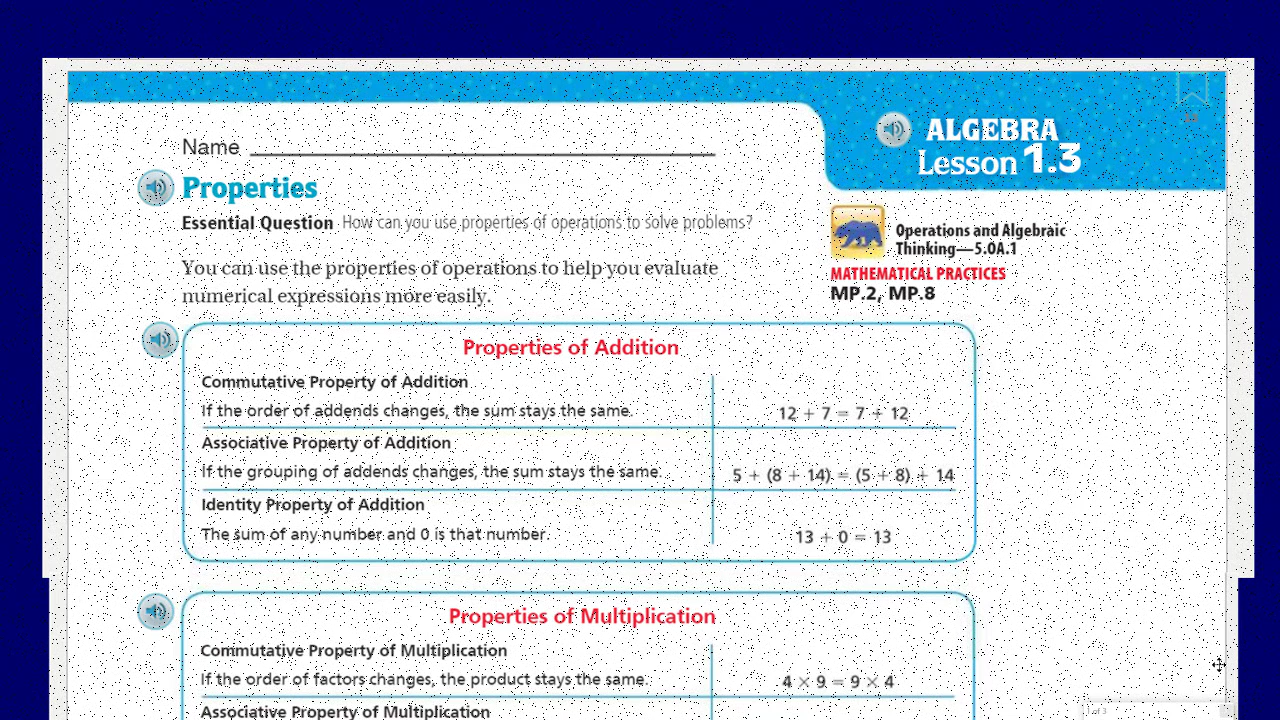 ALGEBRA
Lesson 1.3
Name
Properties
Essential Question How can you use properties of operations to solve problems?
Operations and Algebraic
Thinking—5.OA.1
MATHEMATICAL PRACTICES
MP.2, MP.8
You can use the properties of operations to help you evaluate
numerical expressions more easily.
Properties of Addition
Commutative Property of Addition
If the order of addends changes, the sum stays the same.
12 + 7 = 7 + 12
Associative Property of Addition
If the grouping of addends changes, the sum stays the same.
5 + (8 + 14) = (5 + 8) + 14
Identity Property of Addition
The sum of any number and 0 is that number.
13 + 0 = 13
Properties of Multiplication
Commutative Property of Multiplication
If the order of factors changes, the product stays the same.
4 × 9 = 9 × 4
Associative Property of Multiplication
1 of 3